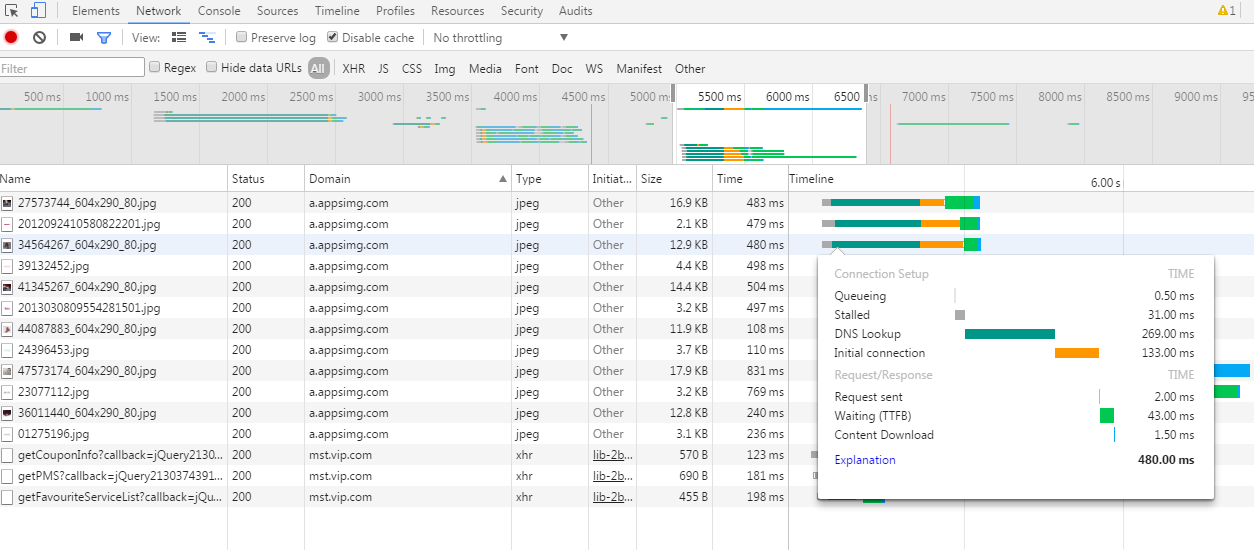 Elements Network Console Sources Timeline Profiles Resources Security Audits 1
View: Preserve log Disable cache No throttling
Filter Regex Hide data URLs All XHR JS CSS Img Media Font Doc WS Manifest Other
500 ms 1000 ms 1500 ms 2000 ms 2500 ms 3000 ms 3500 ms 4000 ms 4500 ms 5000 ms 5500 ms 6000 ms 6500 ms 7000 ms 7500 ms 8000 ms 8500 ms 9000 ms 95
Name Status Domain Type Initiat... Size Time Timeline 6.00 s
27573744_604x290_80.jpg 200 a.appsimg.com jpeg Other 16.9 KB 483 ms
2012092410580822201.jpg 200 a.appsimg.com jpeg Other 2.1 KB 479 ms
34564267_604x290_80.jpg 200 a.appsimg.com jpeg Other 12.9 KB 480 ms
39132452.jpg 200 a.appsimg.com jpeg Other 4.4 KB 498 ms
41345267_604x290_80.jpg 200 a.appsimg.com jpeg Other 14.4 KB 504 ms
2013030809554281501.jpg 200 a.appsimg.com jpeg Other 3.2 KB 497 ms
44087883_604x290_80.jpg 200 a.appsimg.com jpeg Other 11.9 KB 108 ms
24396453.jpg 200 a.appsimg.com jpeg Other 3.7 KB 110 ms
47573174_604x290_80.jpg 200 a.appsimg.com jpeg Other 17.9 KB 831 ms
23077112.jpg 200 a.appsimg.com jpeg Other 3.2 KB 769 ms
36011440_604x290_80.jpg 200 a.appsimg.com jpeg Other 12.8 KB 240 ms
01275196.jpg 200 a.appsimg.com jpeg Other 3.1 KB 236 ms
getCouponInfo?callback=jQuery2130... 200 mst.vip.com xhr lib-2b... 570 B 123 ms
getPMS?callback=jQuery2130374391... 200 mst.vip.com xhr lib-2b... 690 B 181 ms
getFavouriteServiceList?callback=jQu... 200 mst.vip.com xhr lib-2b... 455 B 198 ms
Connection Setup TIME
Queueing 0.50 ms
Stalled 31.00 ms
DNS Lookup 269.00 ms
Initial connection 133.00 ms
Request/Response TIME
Request sent 2.00 ms
Waiting (TTFB) 43.00 ms
Content Download 1.50 ms
Explanation 480.00 ms